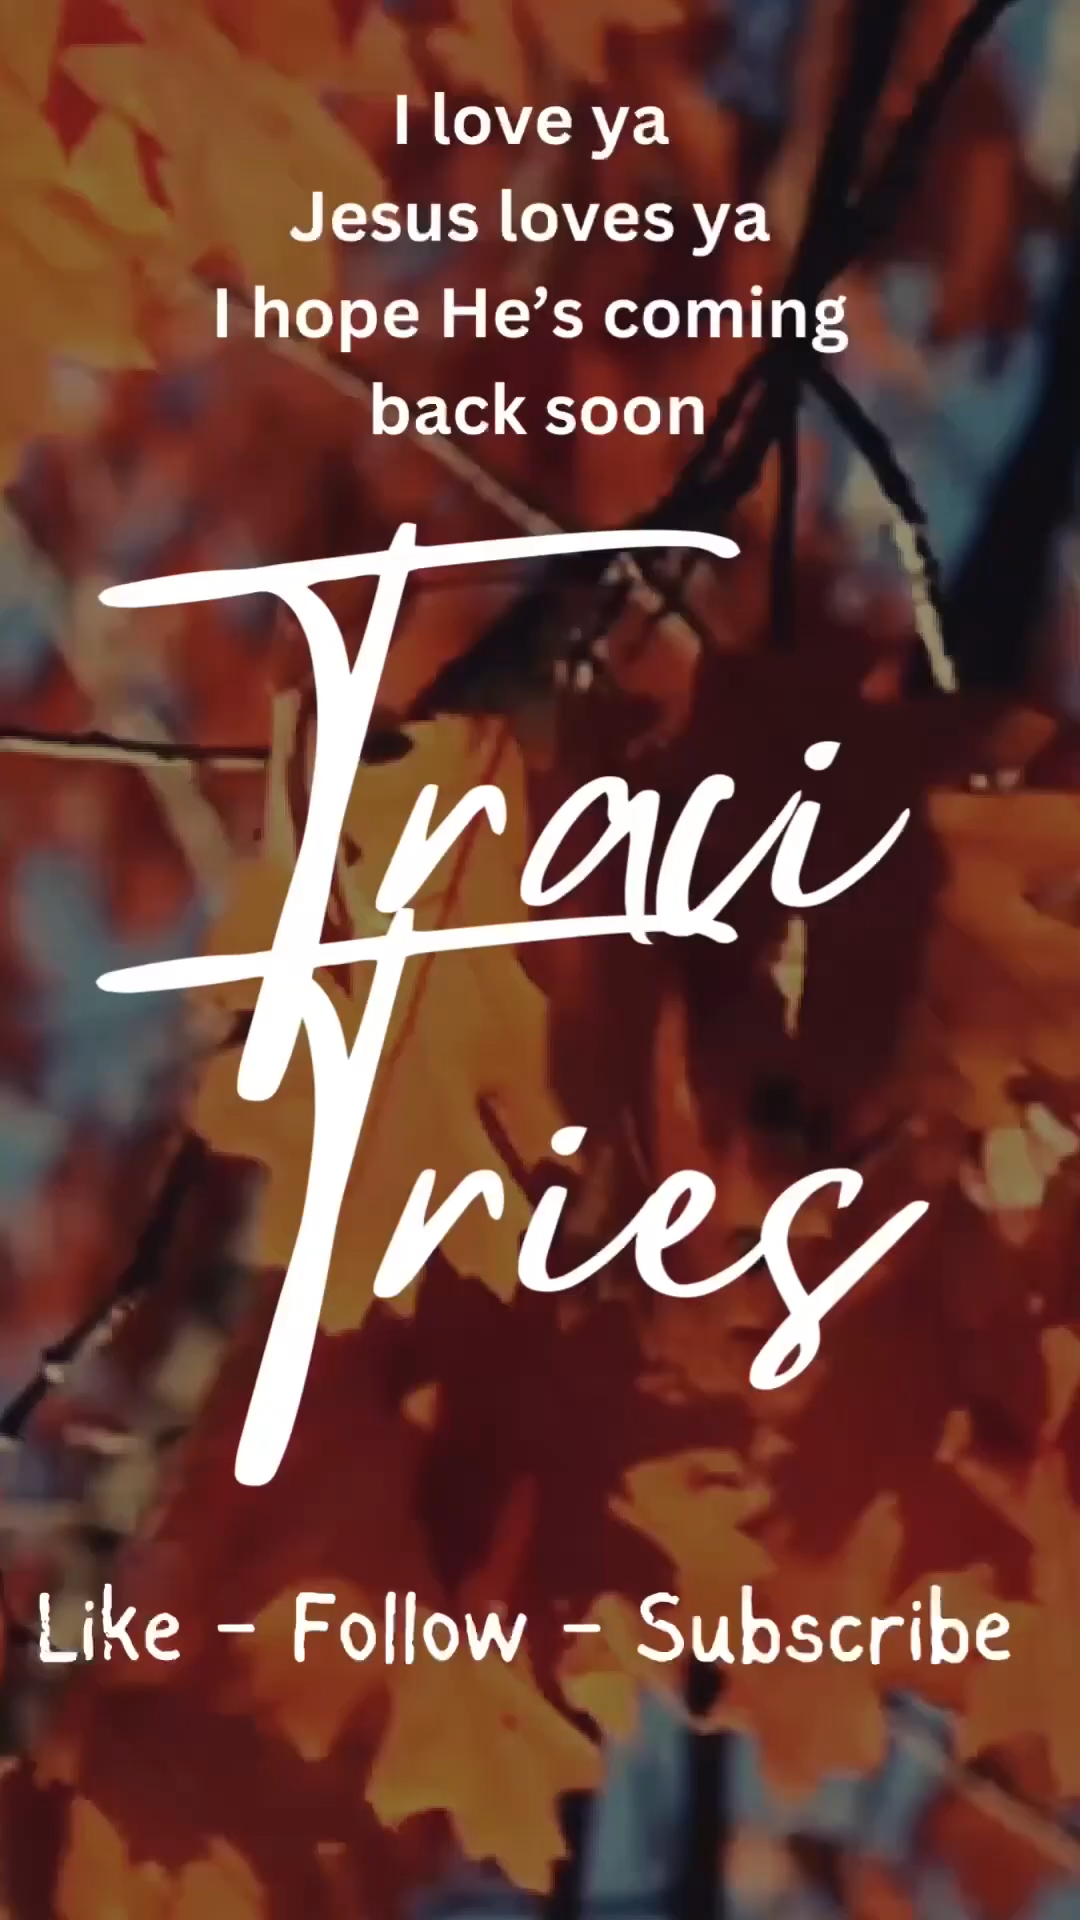 I love ya
Jesus loves ya
I hope He’s coming
back soon
Traci
Tries
Like - Follow - Subscribe